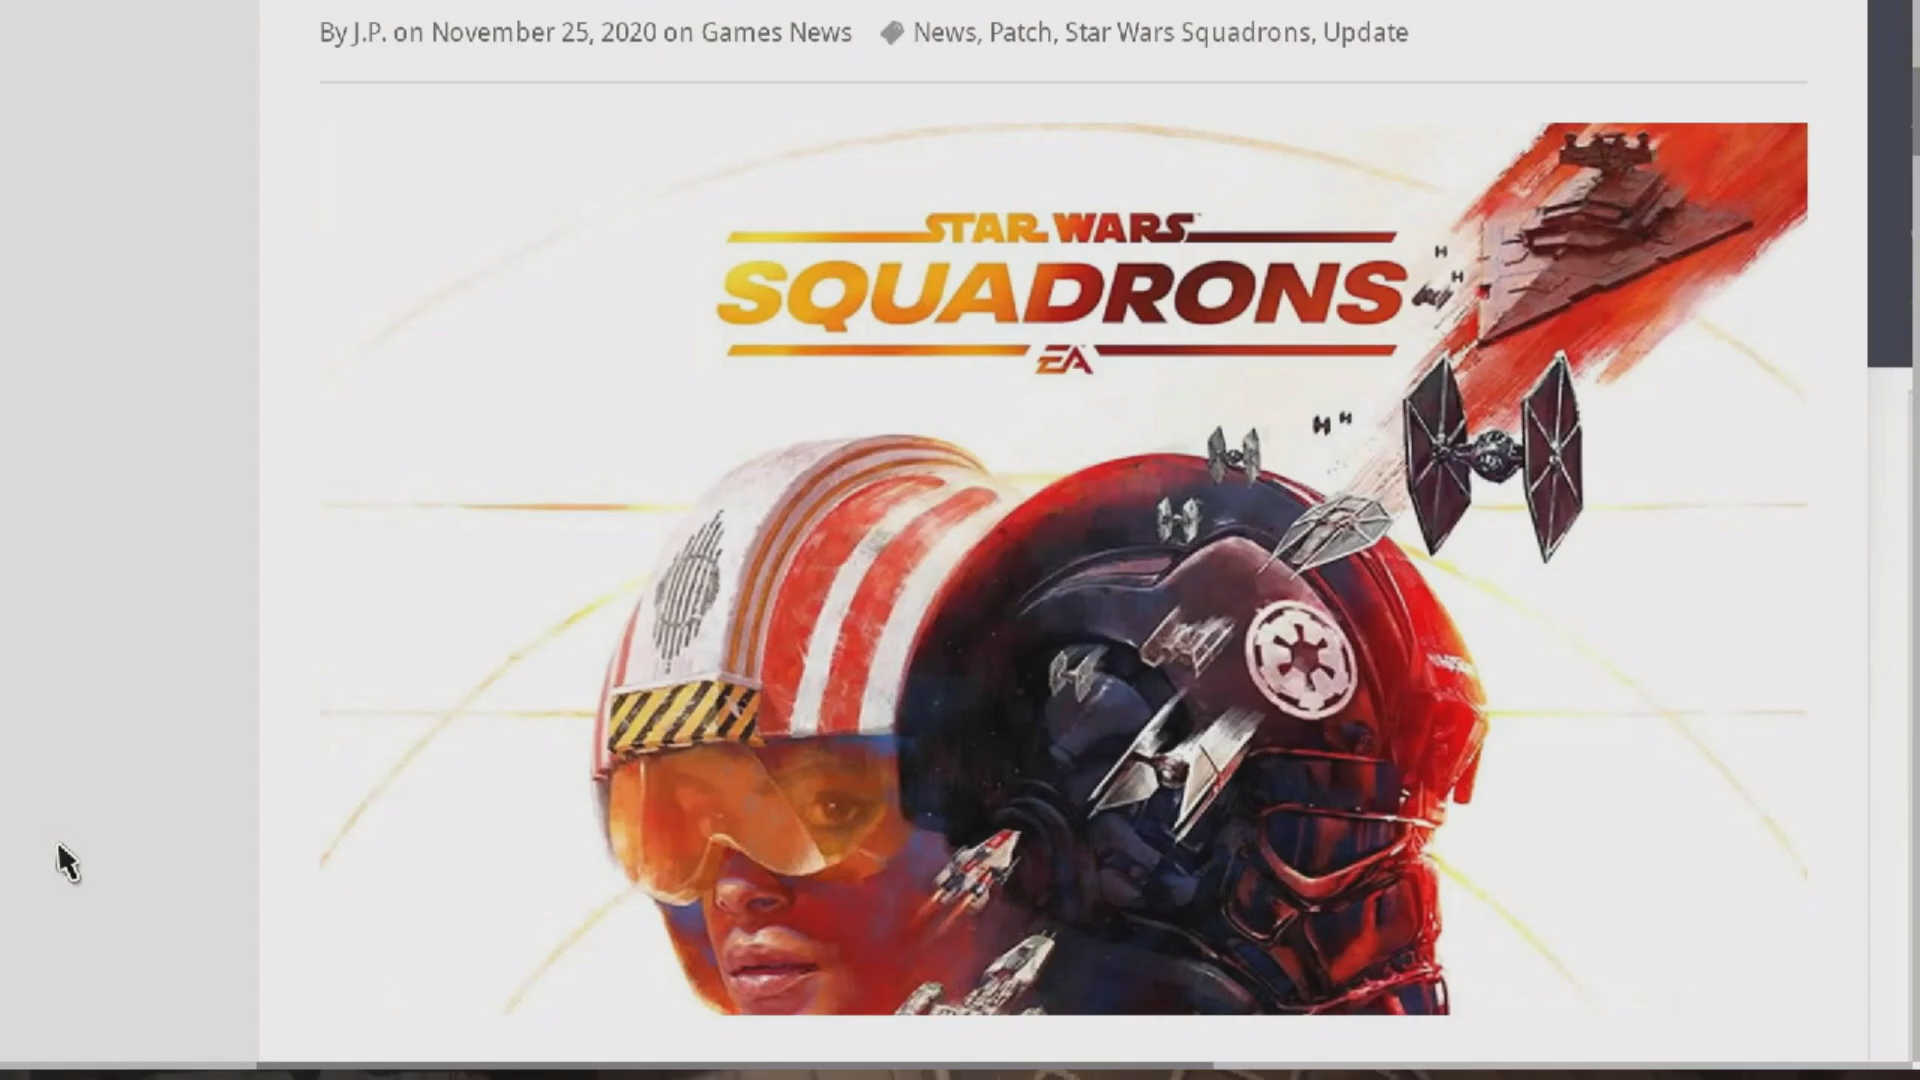 By J.P. on November 25, 2020 on Games News News, Patch, Star Wars Squadrons, Update
STAR WARS
SQUADRONS
EA